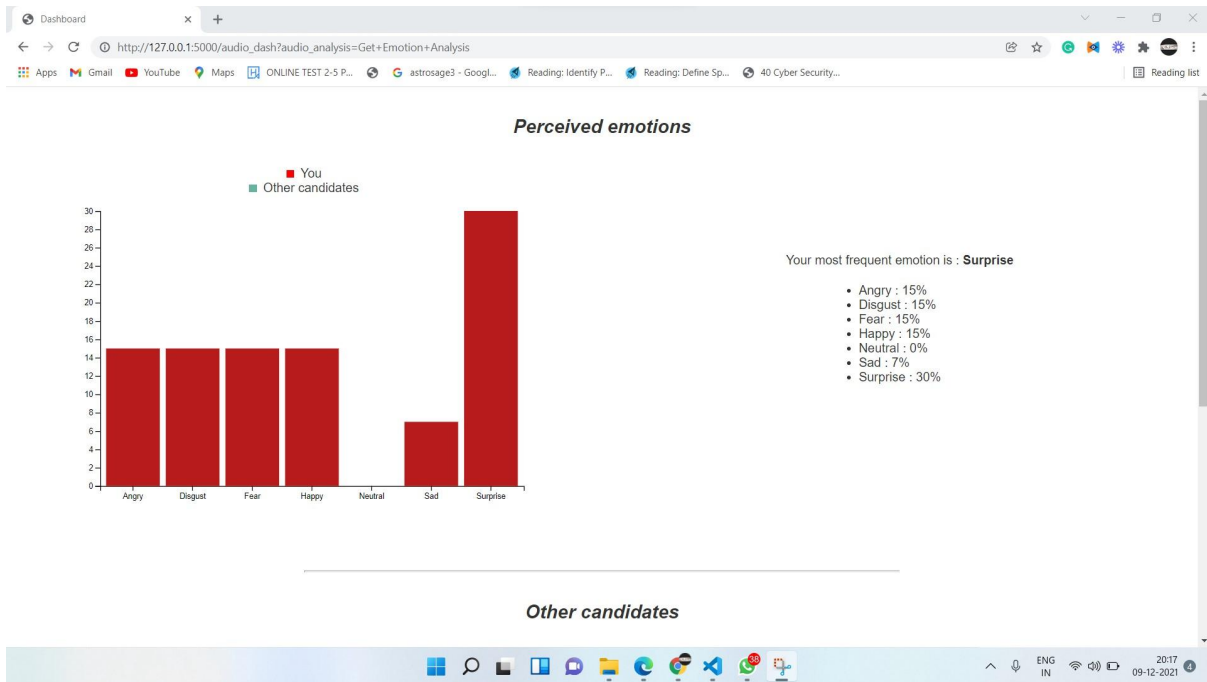 Dashboard
http://127.0.0.1:5000/audio_dash?audio_analysis=Get+Emotion+Analysis
Apps Gmail YouTube Maps ONLINE TEST 2-5 P... astrosage3 - Googl... Reading: Identify P... Reading: Define Sp... 40 Cyber Security... Reading list
Perceived emotions
You
Other candidates
30
28
26
24
22
20
18
16
14
12
10
8
6
4
2
0
Angry Disgust Fear Happy Neutral Sad Surprise
Your most frequent emotion is : Surprise
• Angry : 15%
• Disgust : 15%
• Fear : 15%
• Happy : 15%
• Neutral : 0%
• Sad : 7%
• Surprise : 30%
Other candidates
38
ENG
IN
20:17
09-12-2021
4